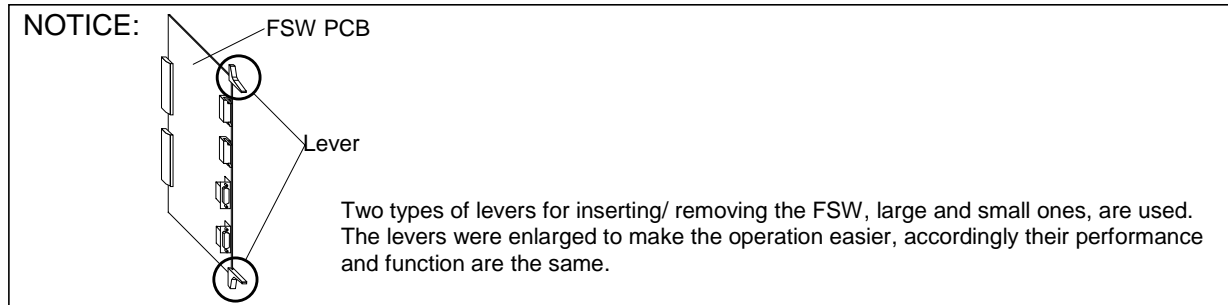 NOTICE:
FSW PCB
Lever
Two types of levers for inserting/ removing the FSW, large and small ones, are used.
The levers were enlarged to make the operation easier, accordingly their performance
and function are the same.